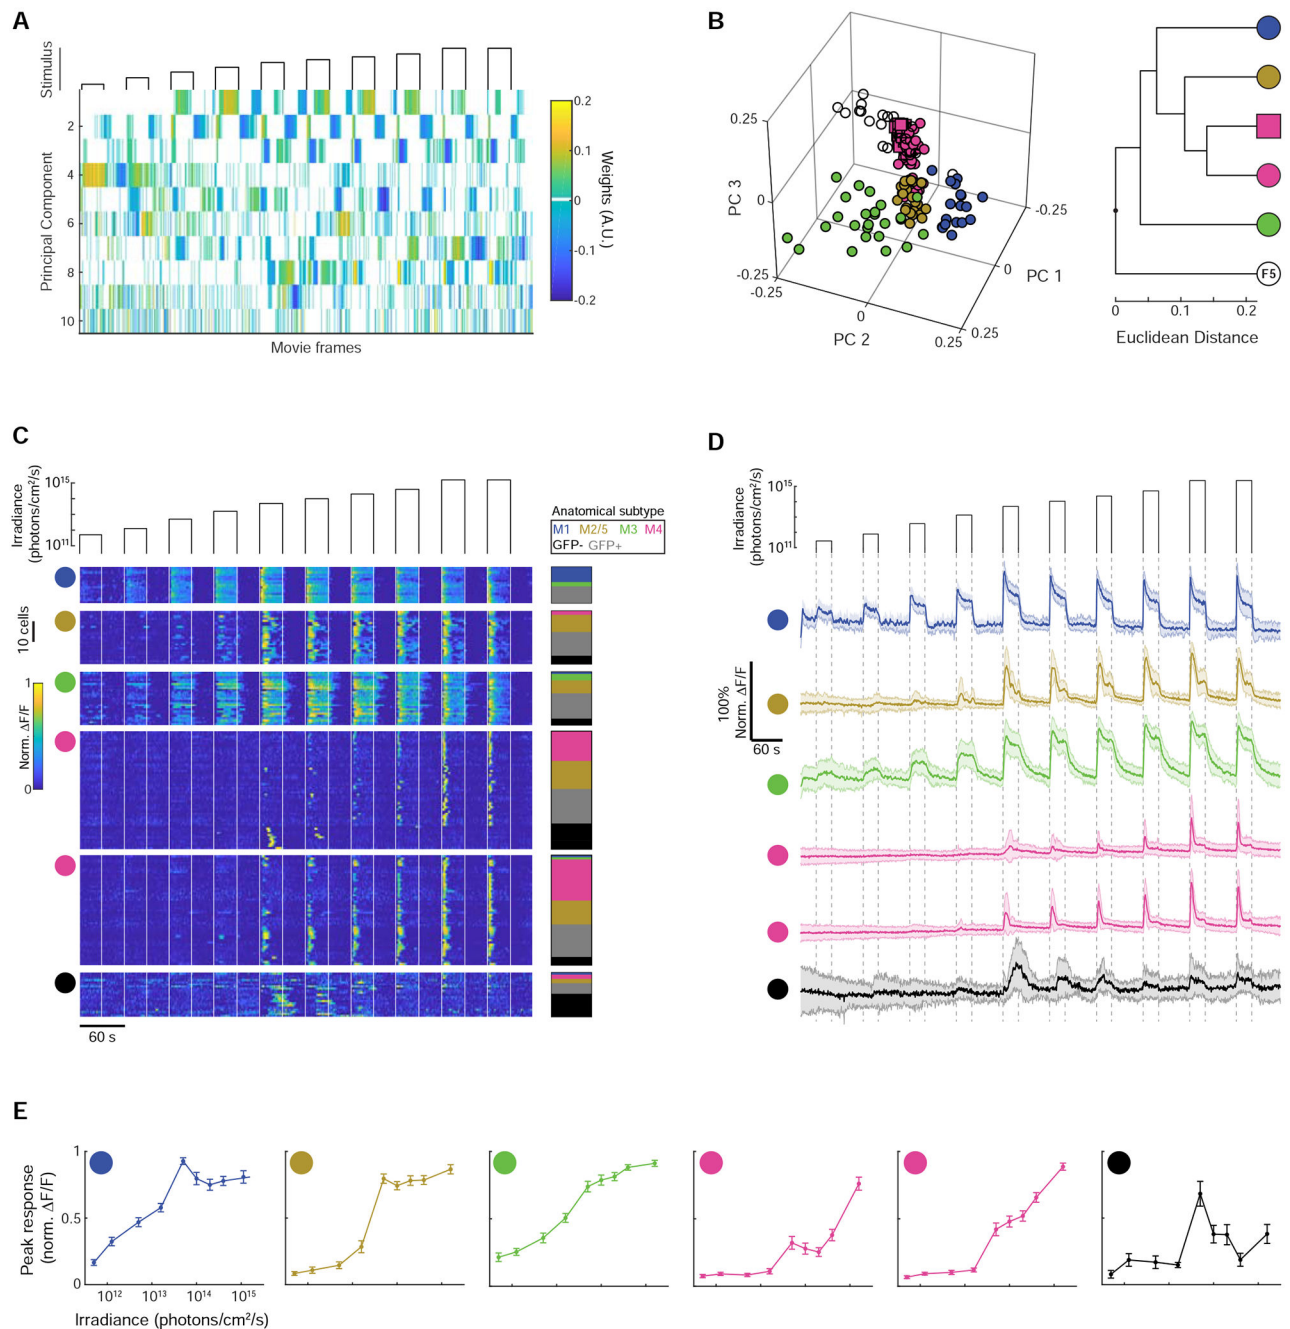 A
Stimulus
Principal Component
2
4
6
8
10
Movie frames
0.2
0.1
0
-0.1
-0.2
Weights (A.U.)
B
0.25
0
-0.25
PC 3
-0.25
0
0.25
PC 2
0.25
0
-0.25
PC 1
F5
0
0.1
0.2
Euclidean Distance
C
Irradiance
(photons/cm²/s)
10¹⁵
10¹¹
Anatomical subtype
M1 M2/5 M3 M4
GFP- GFP+
10 cells
1
0
Norm. ΔF/F
60 s
D
Irradiance
(photons/cm²/s)
10¹⁵
10¹¹
100%
Norm. ΔF/F
60 s
E
Peak response
(norm. ΔF/F)
1
0.5
0
10¹² 10¹³ 10¹⁴ 10¹⁵
Irradiance (photons/cm²/s)